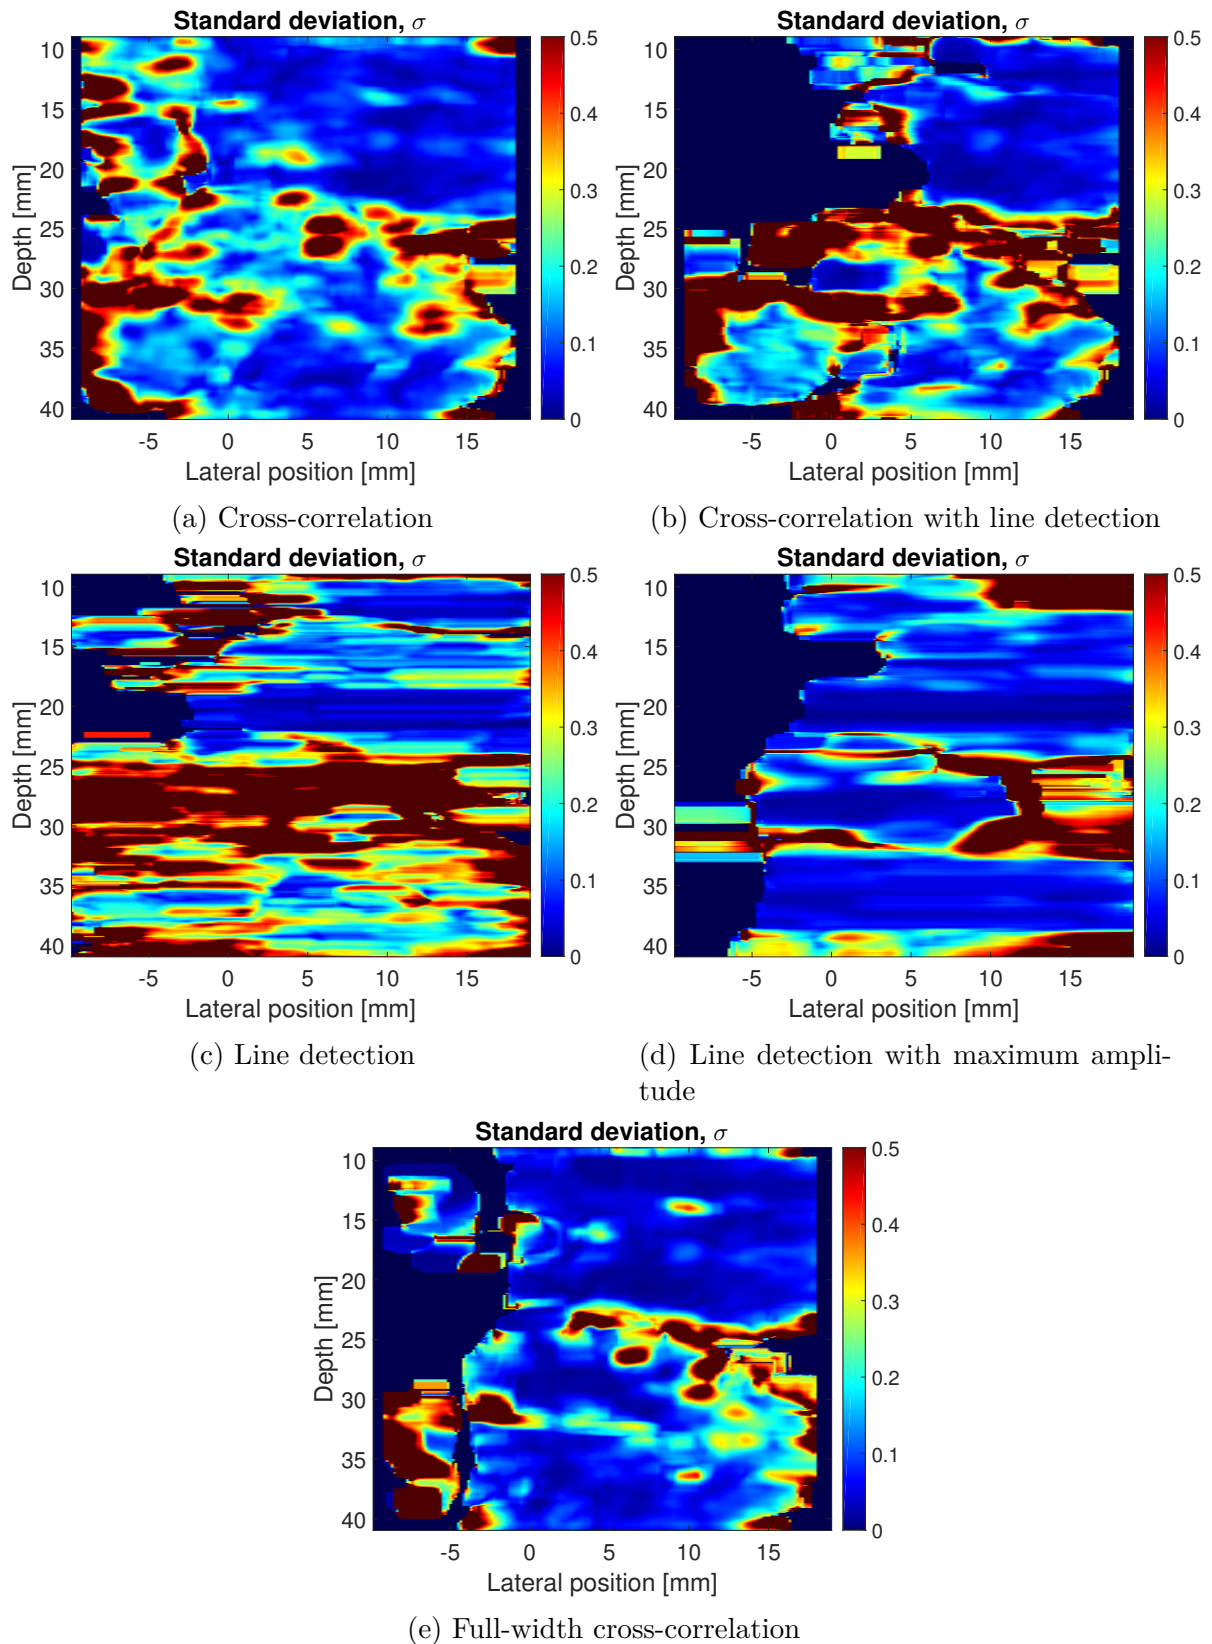 Standard deviation, σ
Standard deviation, σ
10
15
20
25
30
35
40
Depth [mm]
-5 0 5 10 15
Lateral position [mm]
0.5
0.4
0.3
0.2
0.1
0
10
15
20
25
30
35
40
Depth [mm]
-5 0 5 10 15
Lateral position [mm]
0.5
0.4
0.3
0.2
0.1
0
(a) Cross-correlation
(b) Cross-correlation with line detection
Standard deviation, σ
Standard deviation, σ
10
15
20
25
30
35
40
Depth [mm]
-5 0 5 10 15
Lateral position [mm]
0.5
0.4
0.3
0.2
0.1
0
10
15
20
25
30
35
40
Depth [mm]
-5 0 5 10 15
Lateral position [mm]
0.5
0.4
0.3
0.2
0.1
0
(c) Line detection
(d) Line detection with maximum ampli-
tude
Standard deviation, σ
10
15
20
25
30
35
40
Depth [mm]
-5 0 5 10 15
Lateral position [mm]
0.5
0.4
0.3
0.2
0.1
0
(e) Full-width cross-correlation